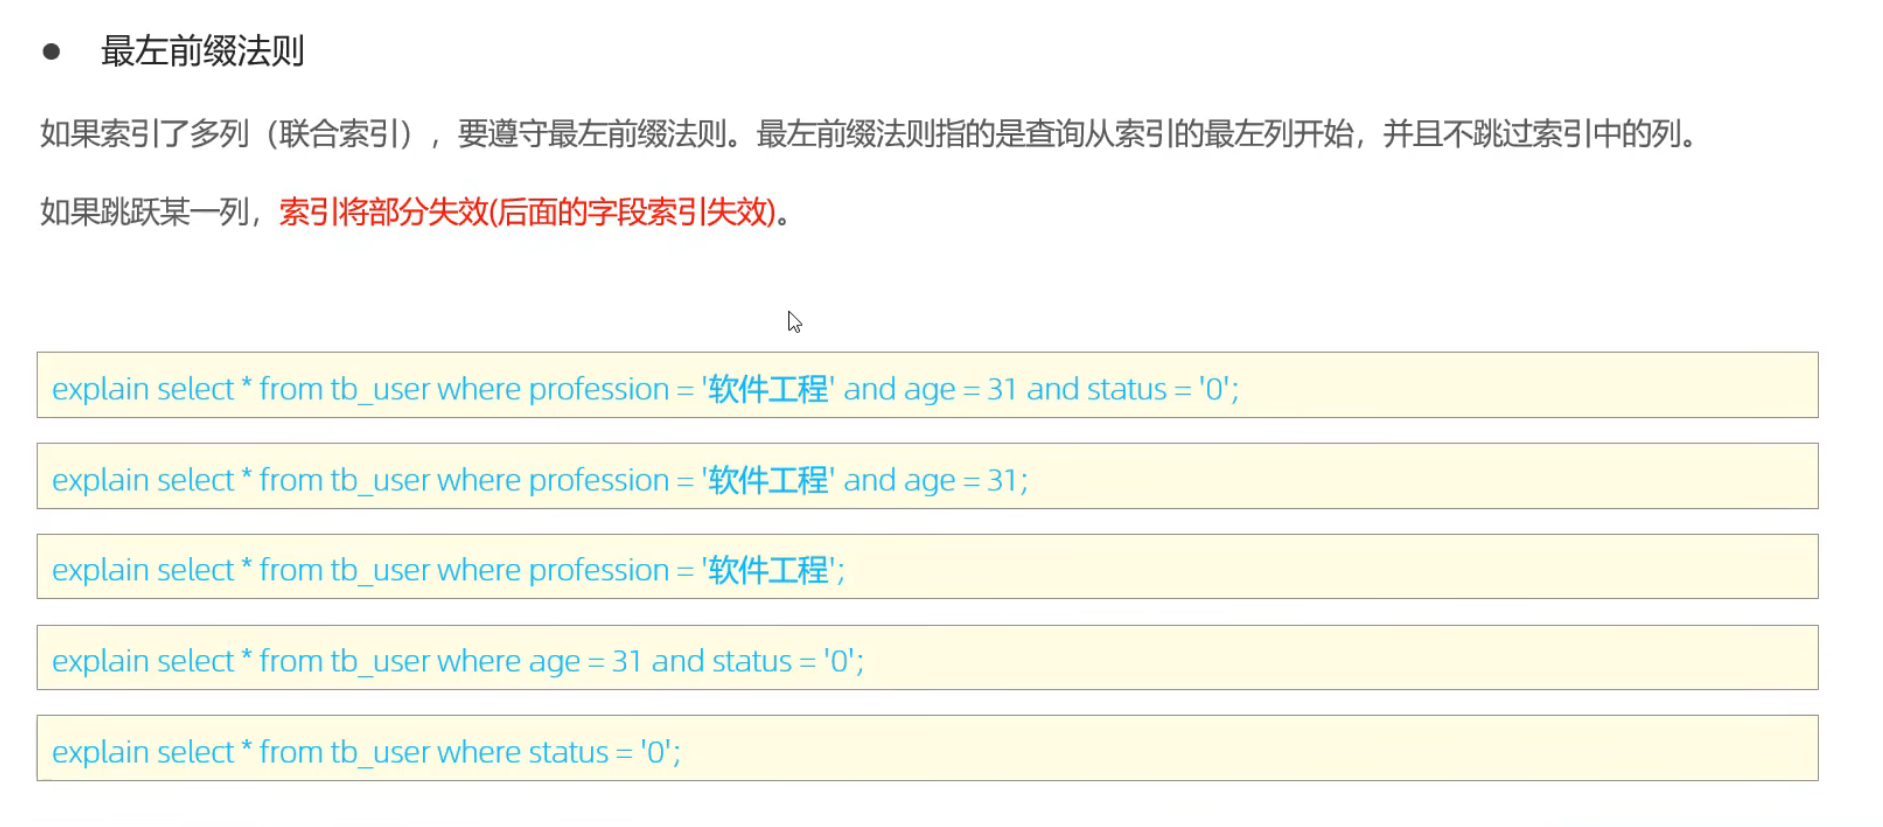 ● 最左前缀法则
如果索引了多列（联合索引），要遵守最左前缀法则。最左前缀法则指的是查询从索引的最左列开始，并且不跳过索引中的列。
如果跳跃某一列，索引将部分失效(后面的字段索引失效)。
explain select * from tb_user where profession = '软件工程' and age = 31 and status = '0';
explain select * from tb_user where profession = '软件工程' and age = 31;
explain select * from tb_user where profession = '软件工程';
explain select * from tb_user where age = 31 and status = '0';
explain select * from tb_user where status = '0';